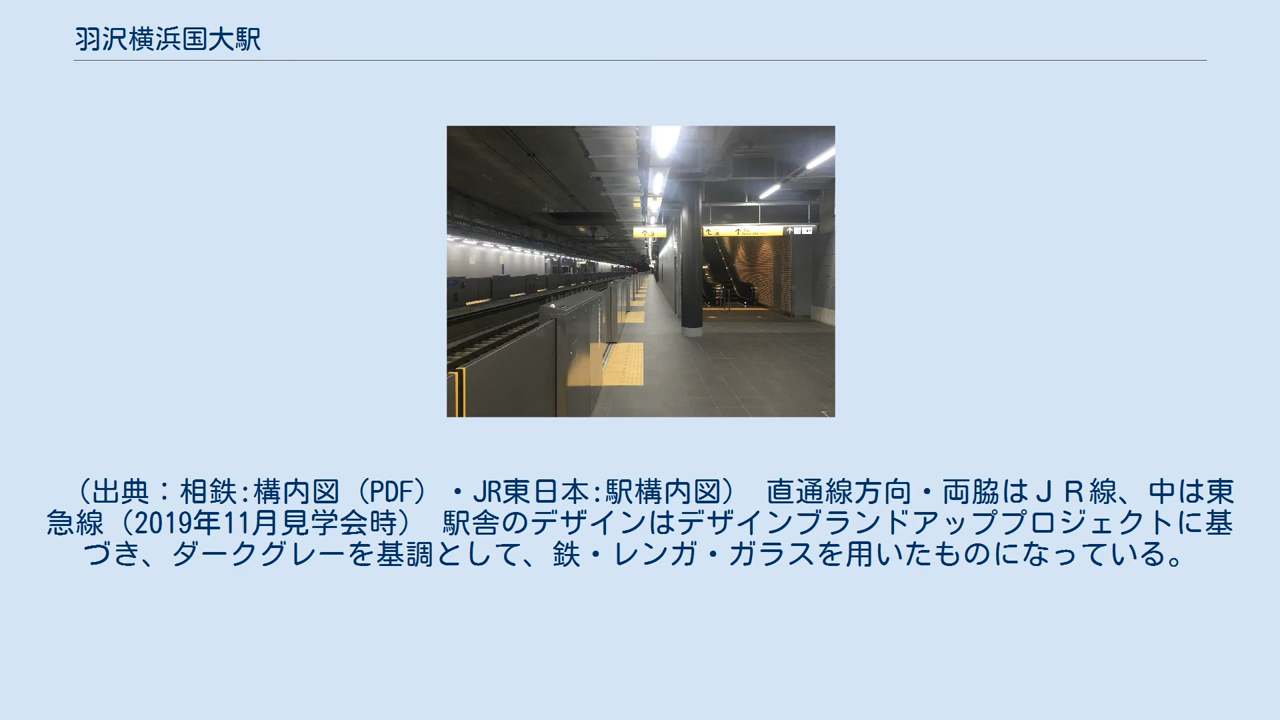 羽沢横浜国大駅
（出典：相鉄:構内図（PDF）・JR東日本:駅構内図）　直通線方向・両脇はＪＲ線、中は東
急線（2019年11月見学会時）　駅舎のデザインはデザインブランドアッププロジェクトに基
づき、ダークグレーを基調として、鉄・レンガ・ガラスを用いたものになっている。